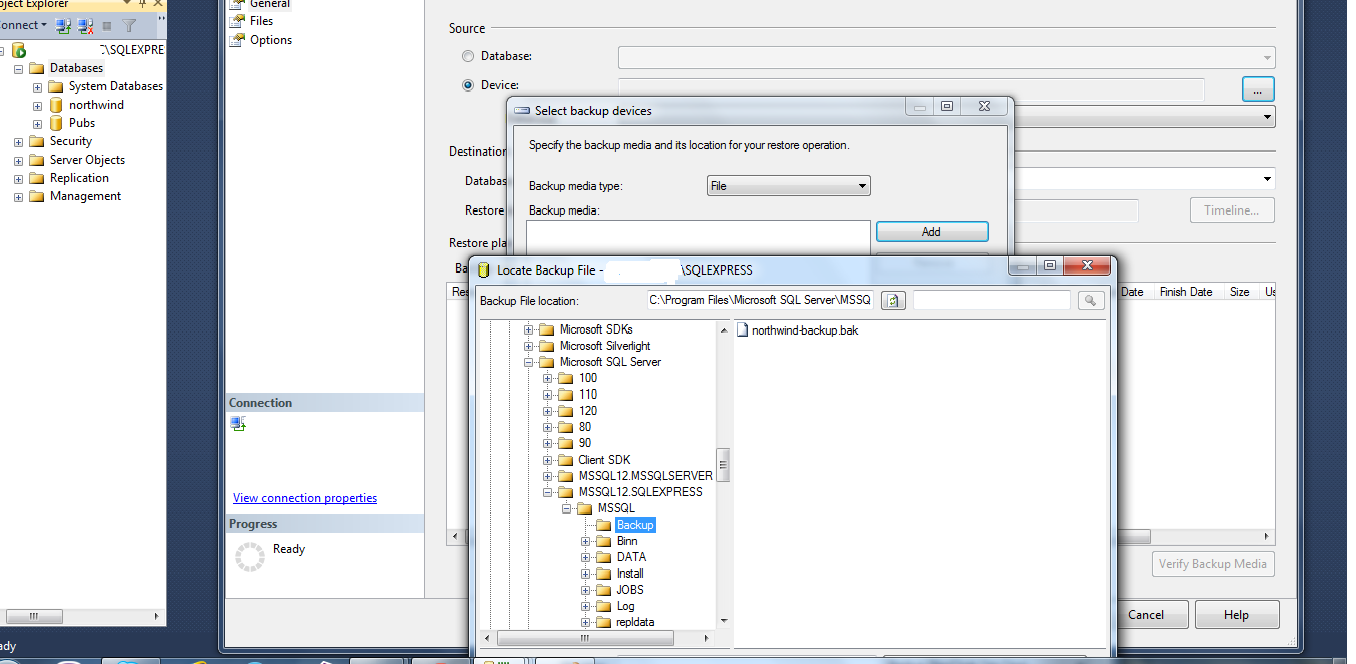 bject Explorer
onnect
:\SQLEXPRE
Databases
System Databases
northwind
Pubs
Security
Server Objects
Replication
Management
ady
General
Files
Options
Connection
View connection properties
Progress
Ready
Source
Database:
Device:
...
Destination
Databas
Restore
Timeline...
Restore pla
Ba
Res
Date
Finish Date
Size
Us
Verify Backup Media
Cancel
Help
Select backup devices
Specify the backup media and its location for your restore operation.
Backup media type:
File
Backup media:
Add
Locate Backup File -
\SQLEXPRESS
Backup File location:
C:\Program Files\Microsoft SQL Server\MSSQ
Microsoft SDKs
Microsoft Silverlight
Microsoft SQL Server
100
110
120
80
90
Client SDK
MSSQL12.MSSQLSERVER
MSSQL12.SQLEXPRESS
MSSQL
Backup
Binn
DATA
Install
JOBS
Log
repldata
northwind-backup.bak